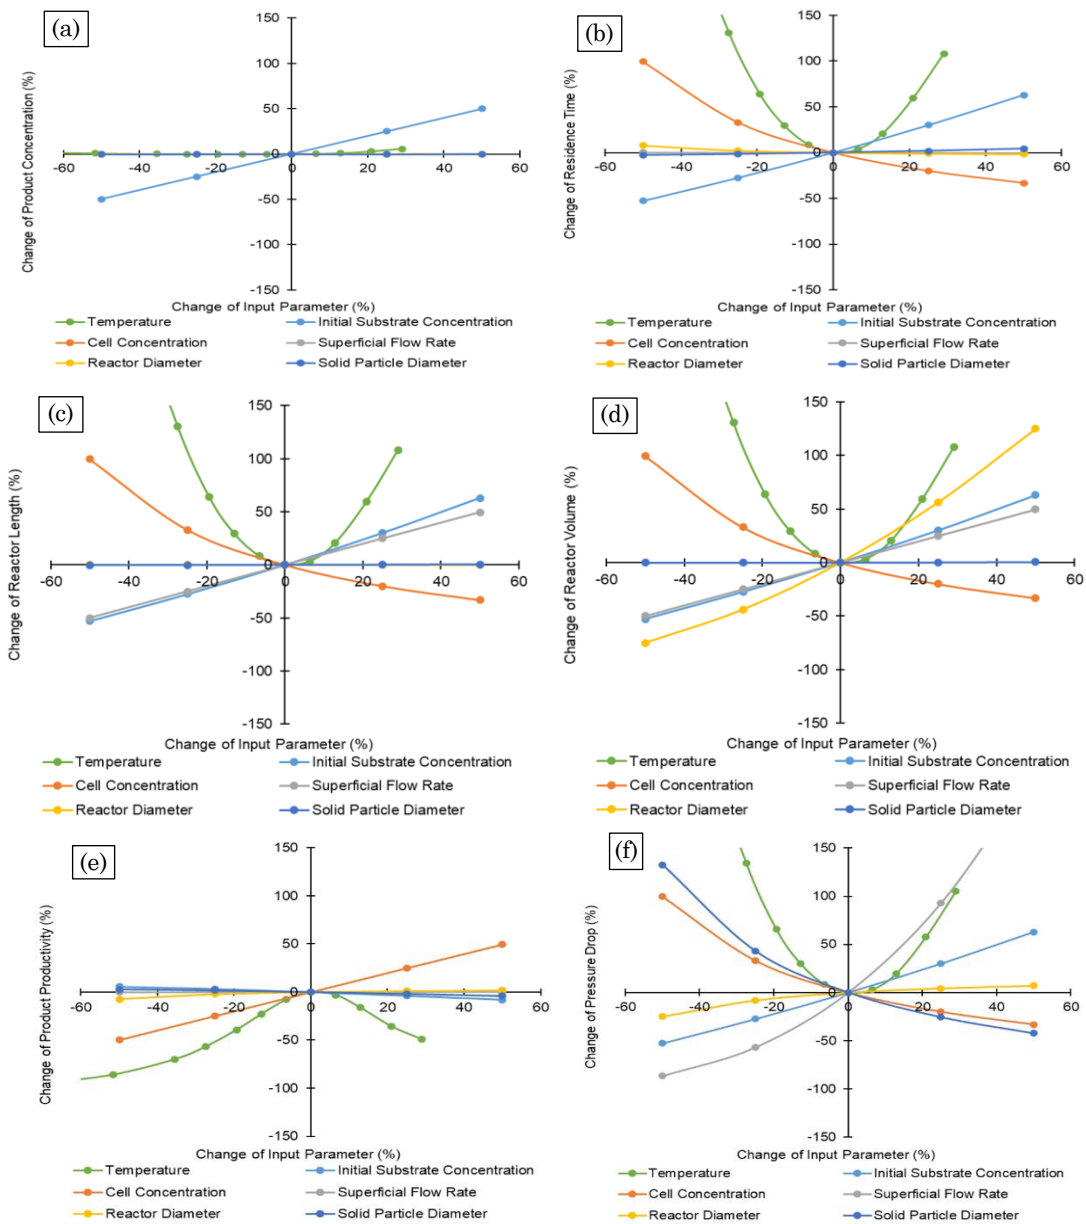 (a)
Change of Product Concentration (%)
150
100
50
0
-50
-100
-150
-60 -40 -20 0 20 40 60
Change of Input Parameter (%)
Temperature Initial Substrate Concentration
Cell Concentration Superficial Flow Rate
Reactor Diameter Solid Particle Diameter
(b)
Change of Residence Time (%)
150
100
50
0
-50
-100
-150
-60 -40 -20 0 20 40 60
Change of Input Parameter (%)
Temperature Initial Substrate Concentration
Cell Concentration Superficial Flow Rate
Reactor Diameter Solid Particle Diameter
(c)
Change of Reactor Length (%)
150
100
50
0
-50
-100
-150
-60 -40 -20 0 20 40 60
Change of Input Parameter (%)
Temperature Initial Substrate Concentration
Cell Concentration Superficial Flow Rate
Reactor Diameter Solid Particle Diameter
(d)
Change of Reactor Volume (%)
150
100
50
0
-50
-100
-150
-60 -40 -20 0 20 40 60
Change of Input Parameter (%)
Temperature Initial Substrate Concentration
Cell Concentration Superficial Flow Rate
Reactor Diameter Solid Particle Diameter
(e)
Change of Product Productivity (%)
150
100
50
0
-50
-100
-150
-60 -40 -20 0 20 40 60
Change of Input Parameter (%)
Temperature Initial Substrate Concentration
Cell Concentration Superficial Flow Rate
Reactor Diameter Solid Particle Diameter
(f)
Change of Pressure Drop (%)
150
100
50
0
-50
-100
-150
-60 -40 -20 0 20 40 60
Change of Input Parameter (%)
Temperature Initial Substrate Concentration
Cell Concentration Superficial Flow Rate
Reactor Diameter Solid Particle Diameter